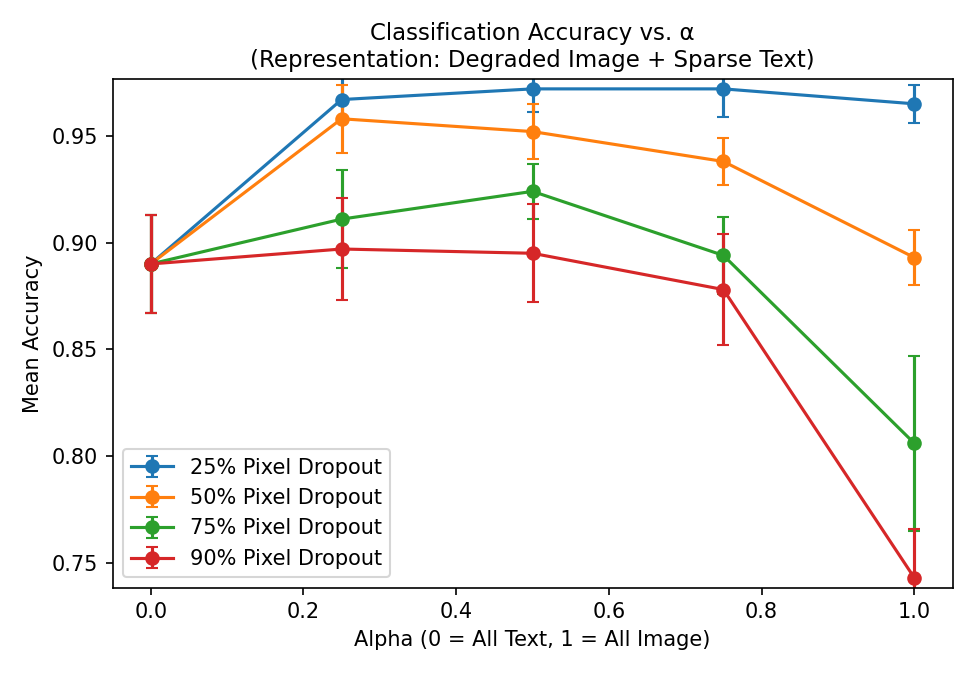 Classification Accuracy vs. α
(Representation: Degraded Image + Sparse Text)
Mean Accuracy
0.95
0.90
0.85
0.80
0.75
25% Pixel Dropout
50% Pixel Dropout
75% Pixel Dropout
90% Pixel Dropout
0.0 0.2 0.4 0.6 0.8 1.0
Alpha (0 = All Text, 1 = All Image)